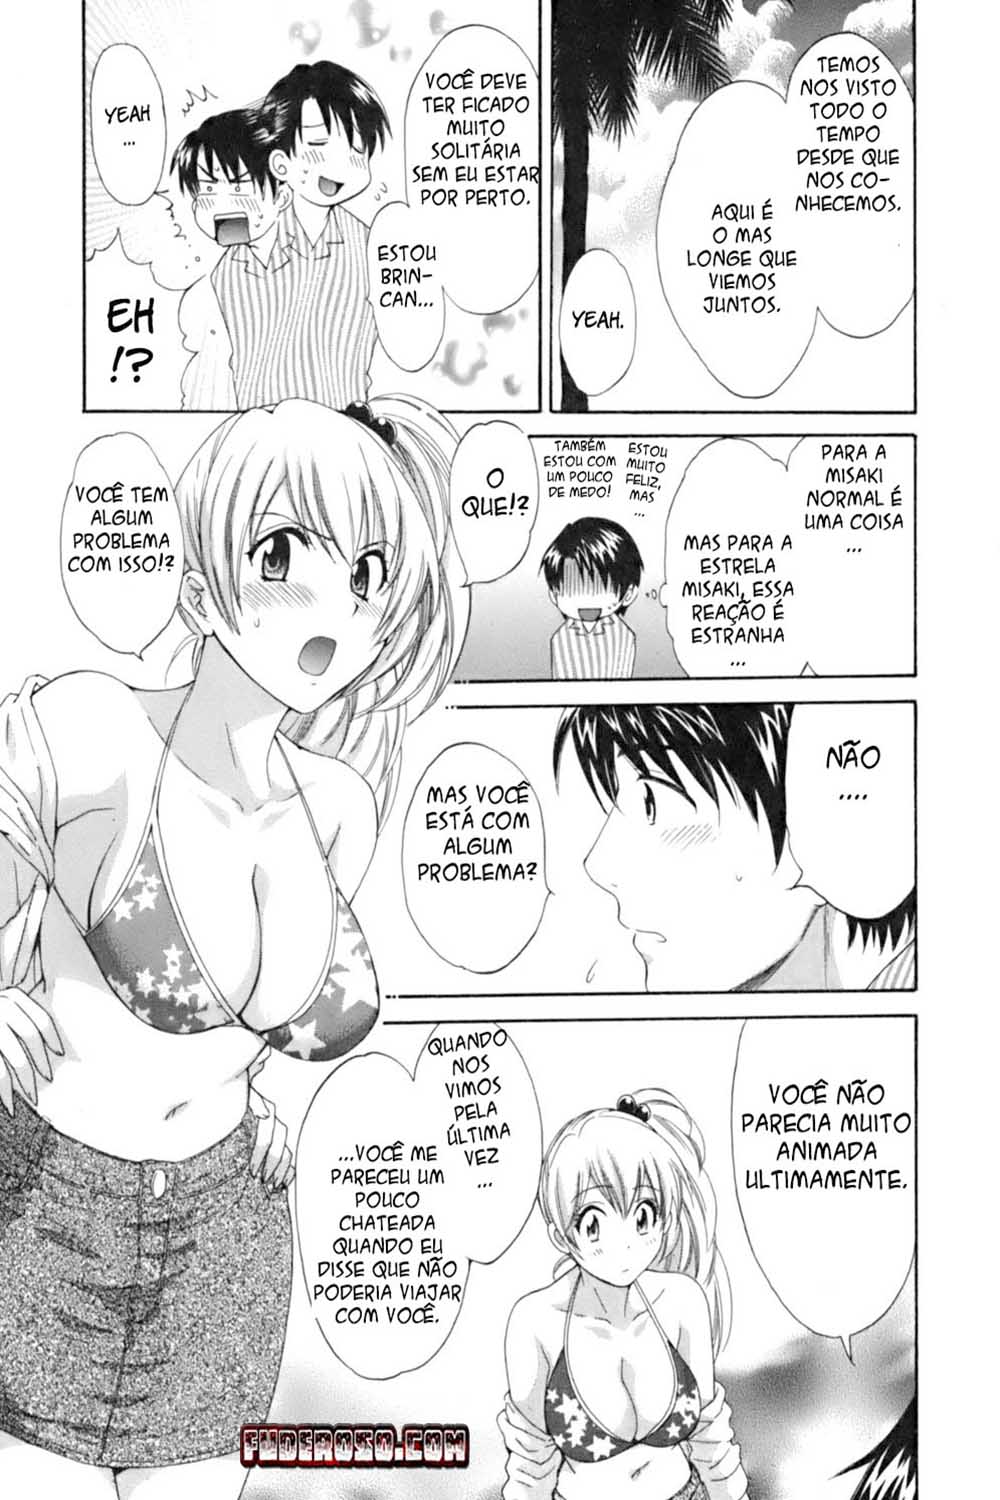 TEMOS
NOS VISTO
TODO O
TEMPO
DESDE QUE
NOS CO-
NHECEMOS.
AQUI É
O MAS
LONGE QUE
VIEMOS
JUNTOS.
YEAH.
VOCÊ DEVE
TER FICADO
MUITO
SOLITÁRIA
SEM EU ESTAR
POR PERTO.
ESTOU
BRIN-
CAN...
YEAH
...
EH
!?
PARA A
MISAKI
NORMAL É
UMA COISA
...
MAS PARA A
ESTRELA
MISAKI, ESSA
REAÇÃO É
ESTRANHA
...
ESTOU
MUITO
FELIZ,
MAS
...
TAMBÉM
ESTOU COM
UM POUCO
DE MEDO!
O
QUE!?
VOCÊ TEM
ALGUM
PROBLEMA
COM ISSO!?
NÃO
....
MAS VOCÊ
ESTÁ COM
ALGUM
PROBLEMA?
VOCÊ NÃO
PARECIA MUITO
ANIMADA
ULTIMAMENTE.
QUANDO
NOS
VIMOS
PELA
ÚLTIMA
VEZ
...
...VOCÊ ME
PARECEU UM
POUCO
CHATEADA
QUANDO EU
DISSE QUE NÃO
PODERIA VIAJAR
COM VOCÊ.
FUDEROSO.COM